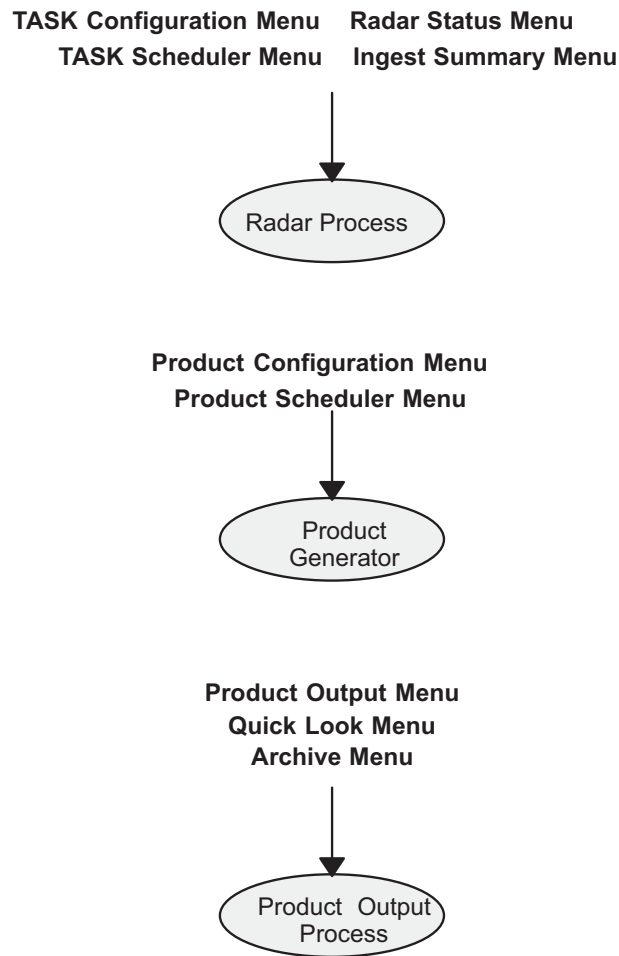 TASK Configuration Menu Radar Status Menu
TASK Scheduler Menu Ingest Summary Menu
Radar Process
Product Configuration Menu
Product Scheduler Menu
Product
Generator
Product Output Menu
Quick Look Menu
Archive Menu
Product Output
Process